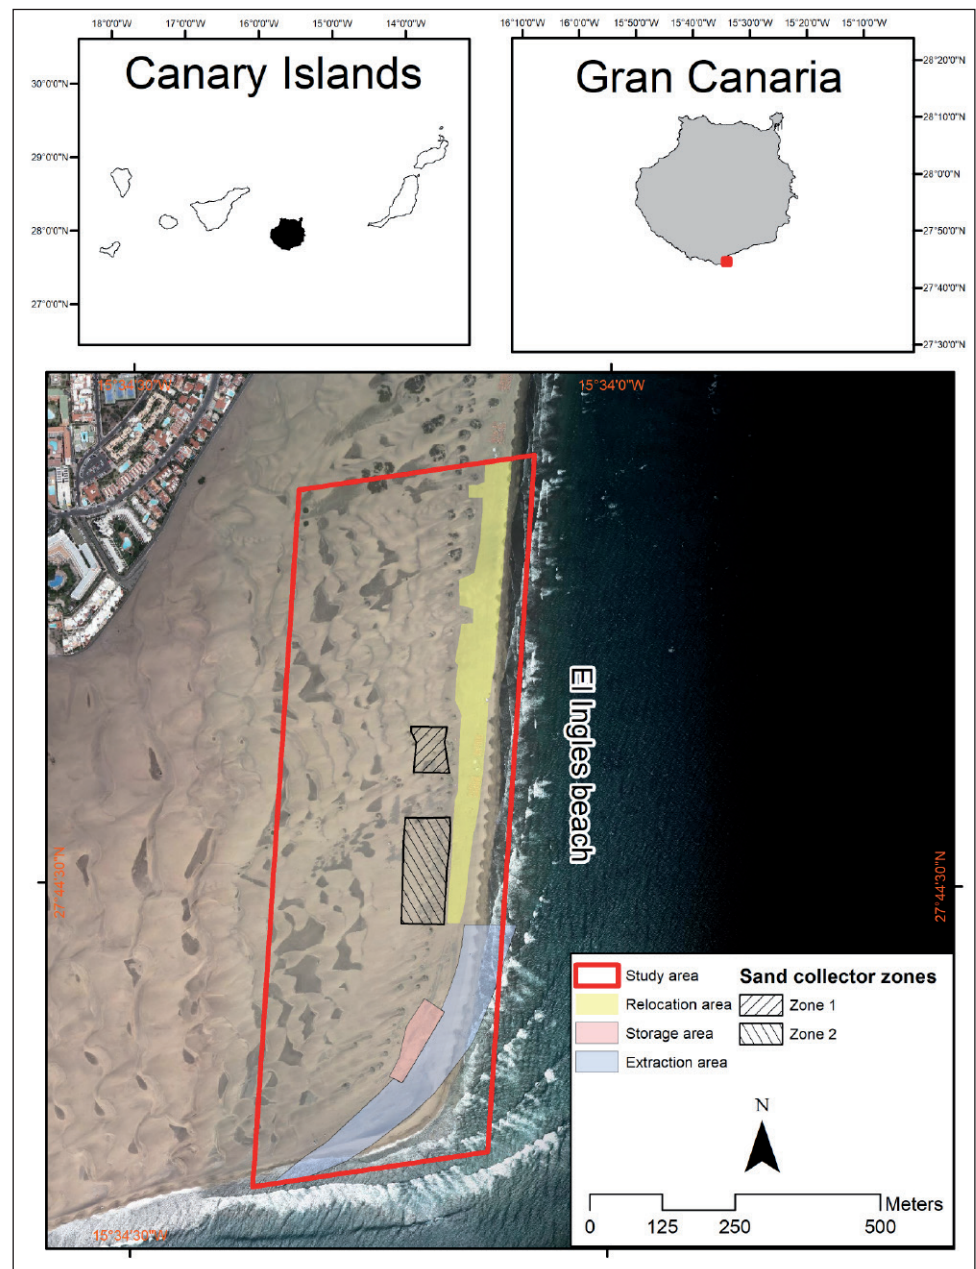 18°0'0"W 17°0'0"W 16°0'0"W 15°0'0"W 14°0'0"W
16°10'0"W 16°0'0"W 15°50'0"W 15°40'0"W 15°30'0"W 15°20'0"W 15°10'0"W
Canary Islands
30°0'0"N
29°0'0"N
28°0'0"N
27°0'0"N
Gran Canaria
28°20'0"N
28°10'0"N
28°0'0"N
27°50'0"N
27°40'0"N
27°30'0"N
15°34'30"W
15°34'0"W
El Ingles beach
27°44'30"N
27°44'30"N
15°34'30"W
Study area
Relocation area
Storage area
Extraction area
Sand collector zones
Zone 1
Zone 2
N
Meters
0 125 250 500